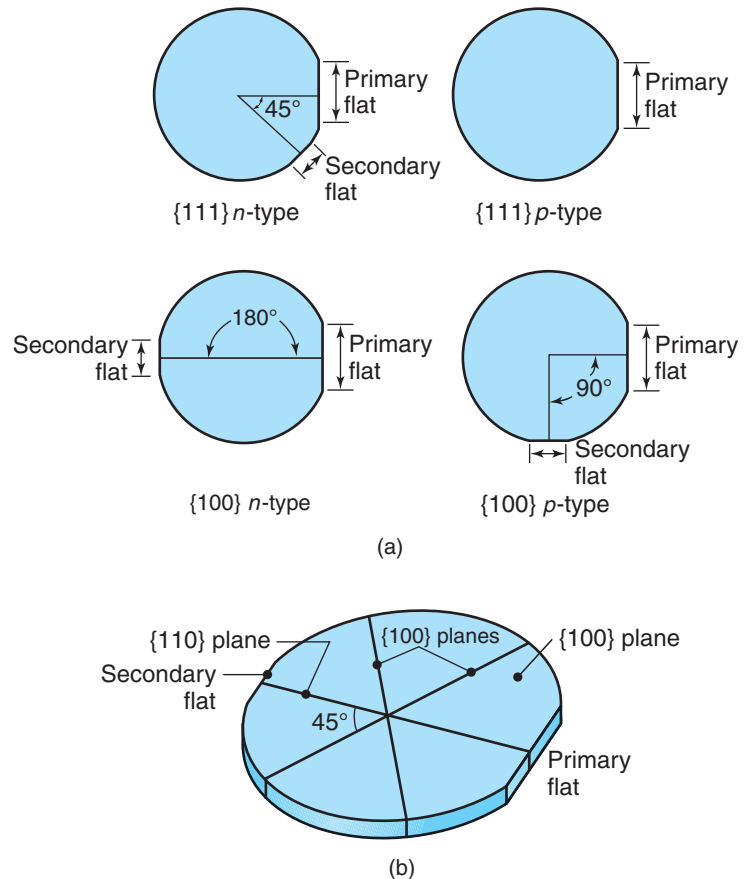 Primary
flat
45°
Secondary
flat
{111} n-type
Primary
flat
{111} p-type
Secondary
flat
180°
Primary
flat
{100} n-type
Primary
flat
90°
Secondary
flat
{100} p-type
(a)
{110} plane
Secondary
flat
{100} planes
{100} plane
45°
Primary
flat
(b)